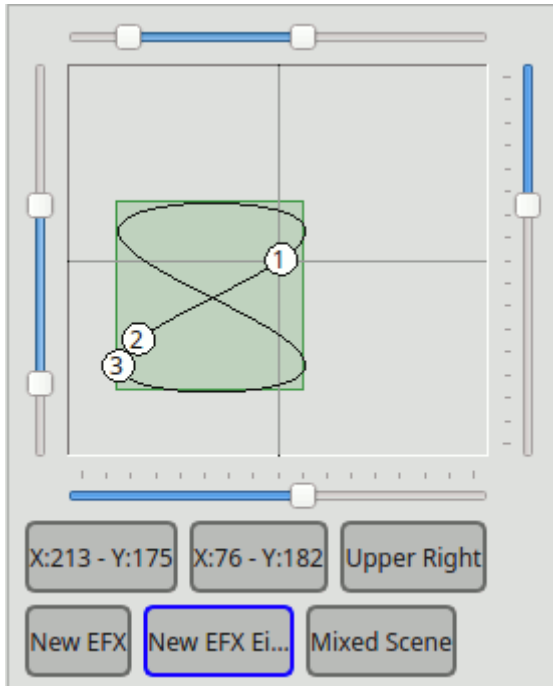 1
2
3
X:213 - Y:175 X:76 - Y:182 Upper Right
New EFX New EFX Ei... Mixed Scene